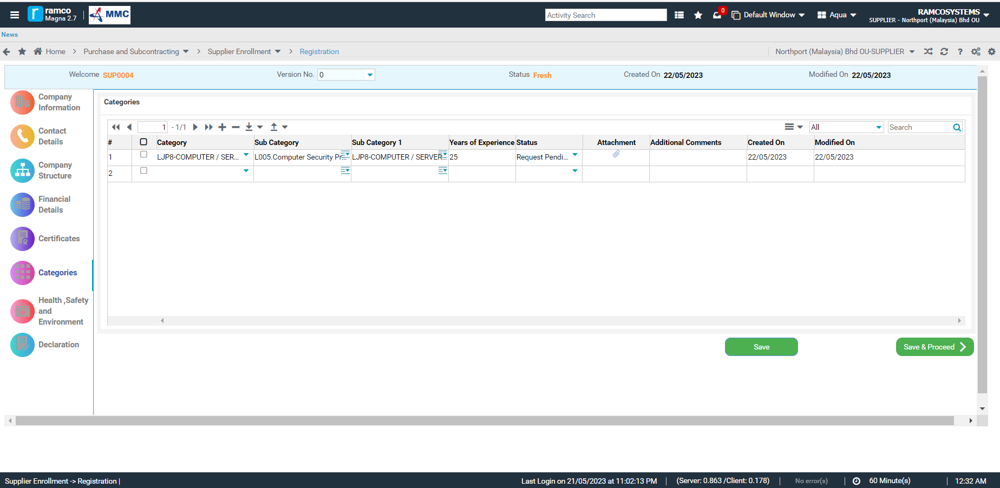 ramco
Magna 2.7
MMC
Activity Search
0
Default Window
Aqua
RAMCOSYSTEMS
SUPPLIER - Northport (Malaysia) Bhd OU
News
Home > Purchase and Subcontracting > Supplier Enrollment > Registration
Northport (Malaysia) Bhd OU-SUPPLIER
Welcome SUP0004 Version No. 0 Status Fresh Created On 22/05/2023 Modified On 22/05/2023
Company
Information
Contact
Details
Company
Structure
Financial
Details
Certificates
Categories
Health ,Safety
and
Environment
Declaration
Categories
1 - 1/1 All Search
# Category Sub Category Sub Category 1 Years of Experience Status Attachment Additional Comments Created On Modified On
1 LJP8-COMPUTER / SER... L005.Computer Security Pr... LJP8-COMPUTER / SERVER... 25 Request Pendi... 22/05/2023 22/05/2023
2
Save Save & Proceed
Supplier Enrollment -> Registration | Last Login on 21/05/2023 at 11:02:13 PM | (Server: 0.863 /Client: 0.178) | No error(s) | 60 Minute(s) | 12:32 AM